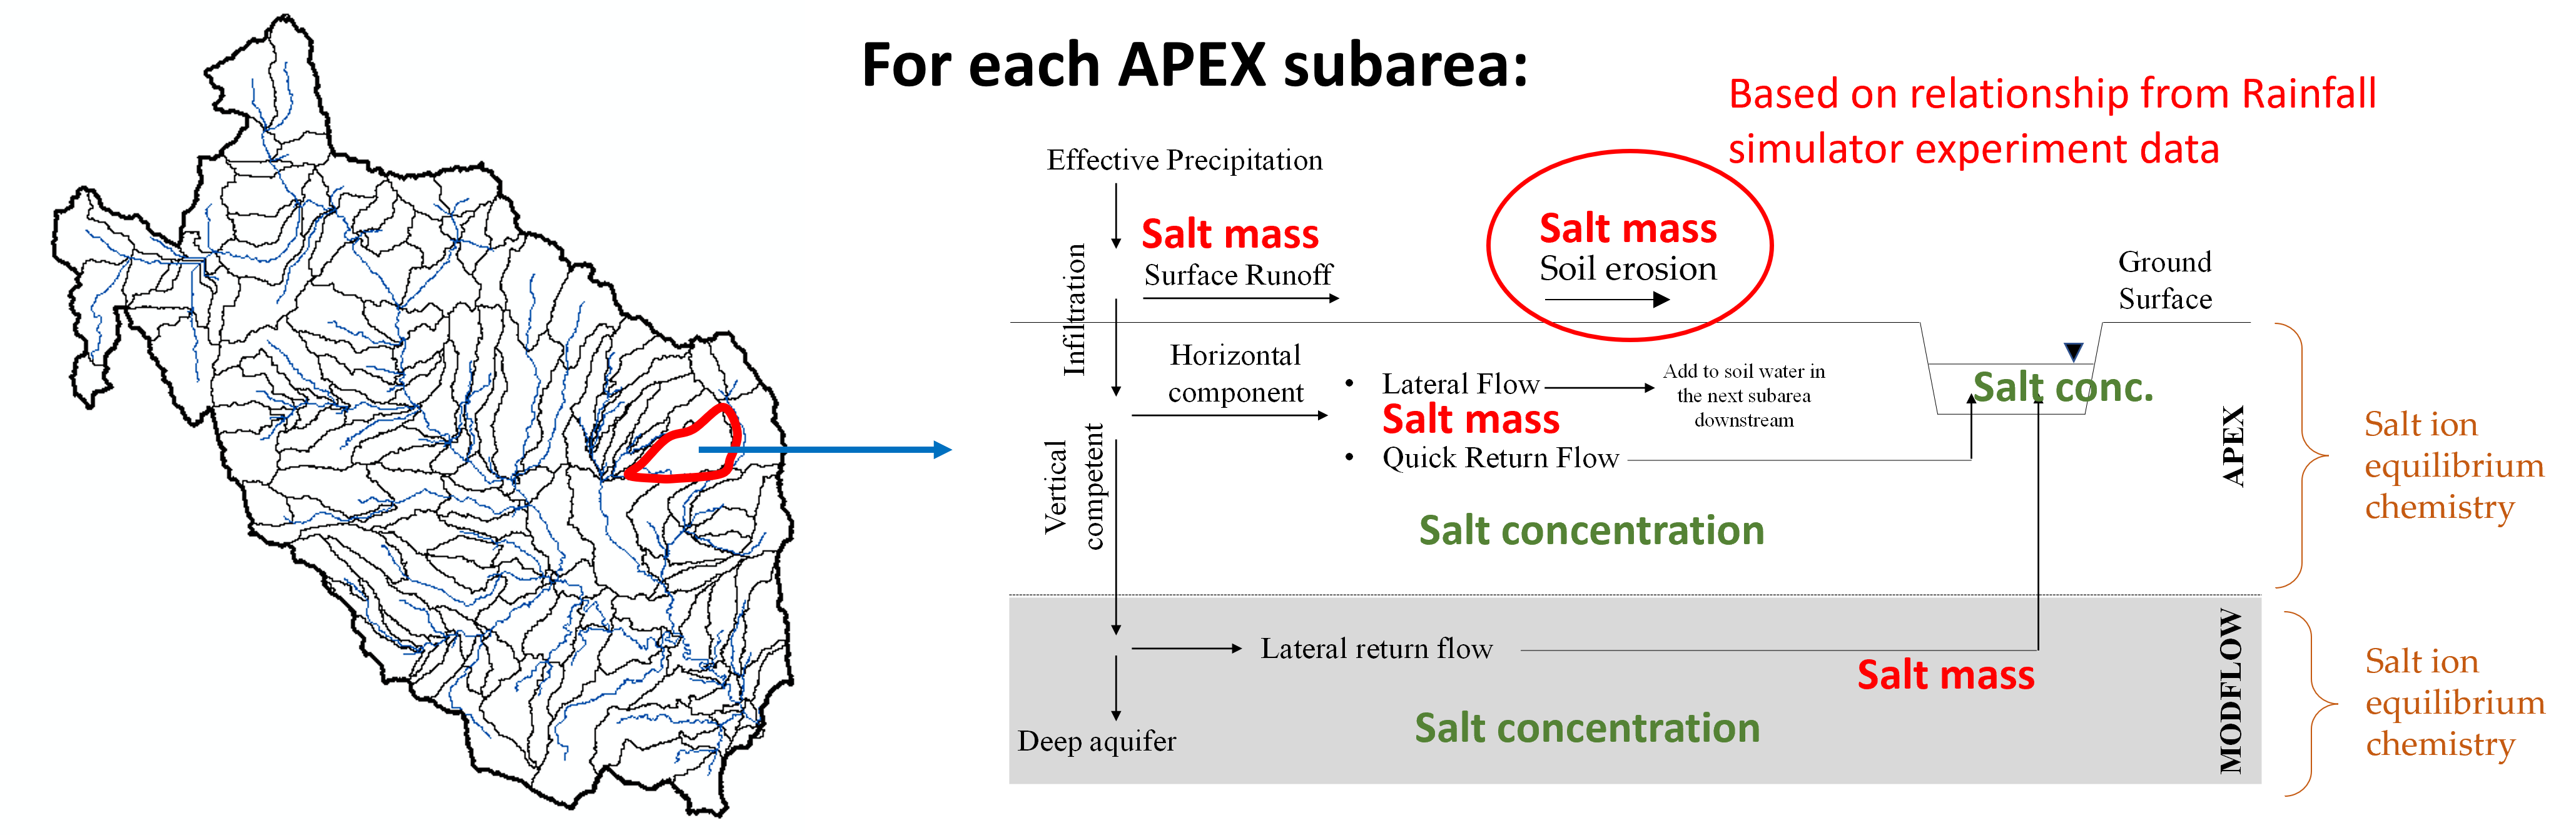 For each APEX subarea:
Based on relationship from Rainfall
simulator experiment data
Effective Precipitation
Salt mass
Surface Runoff
Salt mass
Soil erosion
Ground
Surface
Infiltration
Horizontal
component
• Lateral Flow
Salt mass
• Quick Return Flow
Add to soil water in
the next subarea
downstream
Salt conc.
Vertical
competent
Salt concentration
APEX
Salt ion
equilibrium
chemistry
Lateral return flow
Salt mass
Salt concentration
Deep aquifer
MODFLOW
Salt ion
equilibrium
chemistry